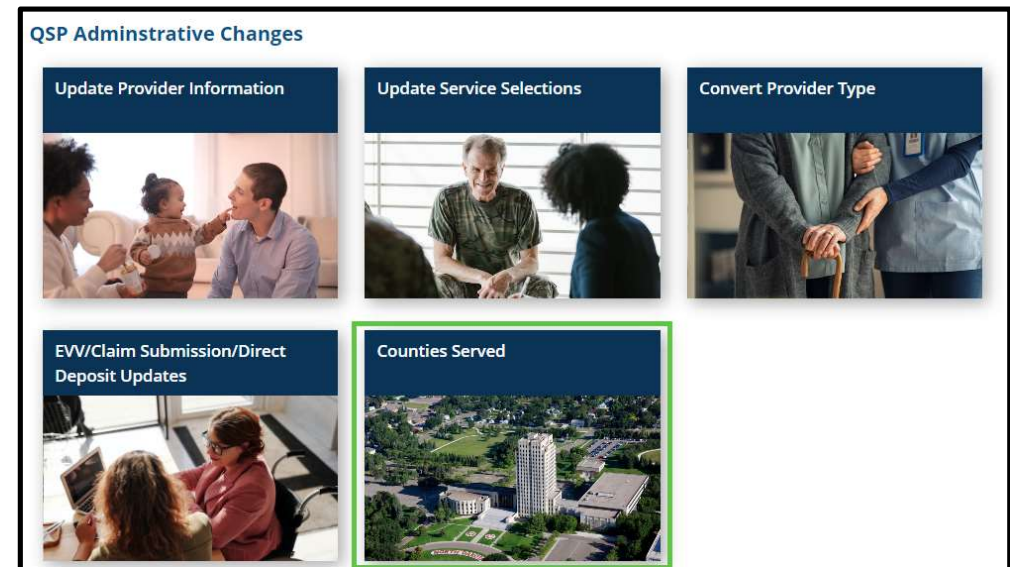 QSP Adminstrative Changes
Update Provider Information
Update Service Selections
Convert Provider Type
EVV/Claim Submission/Direct
Deposit Updates
Counties Served